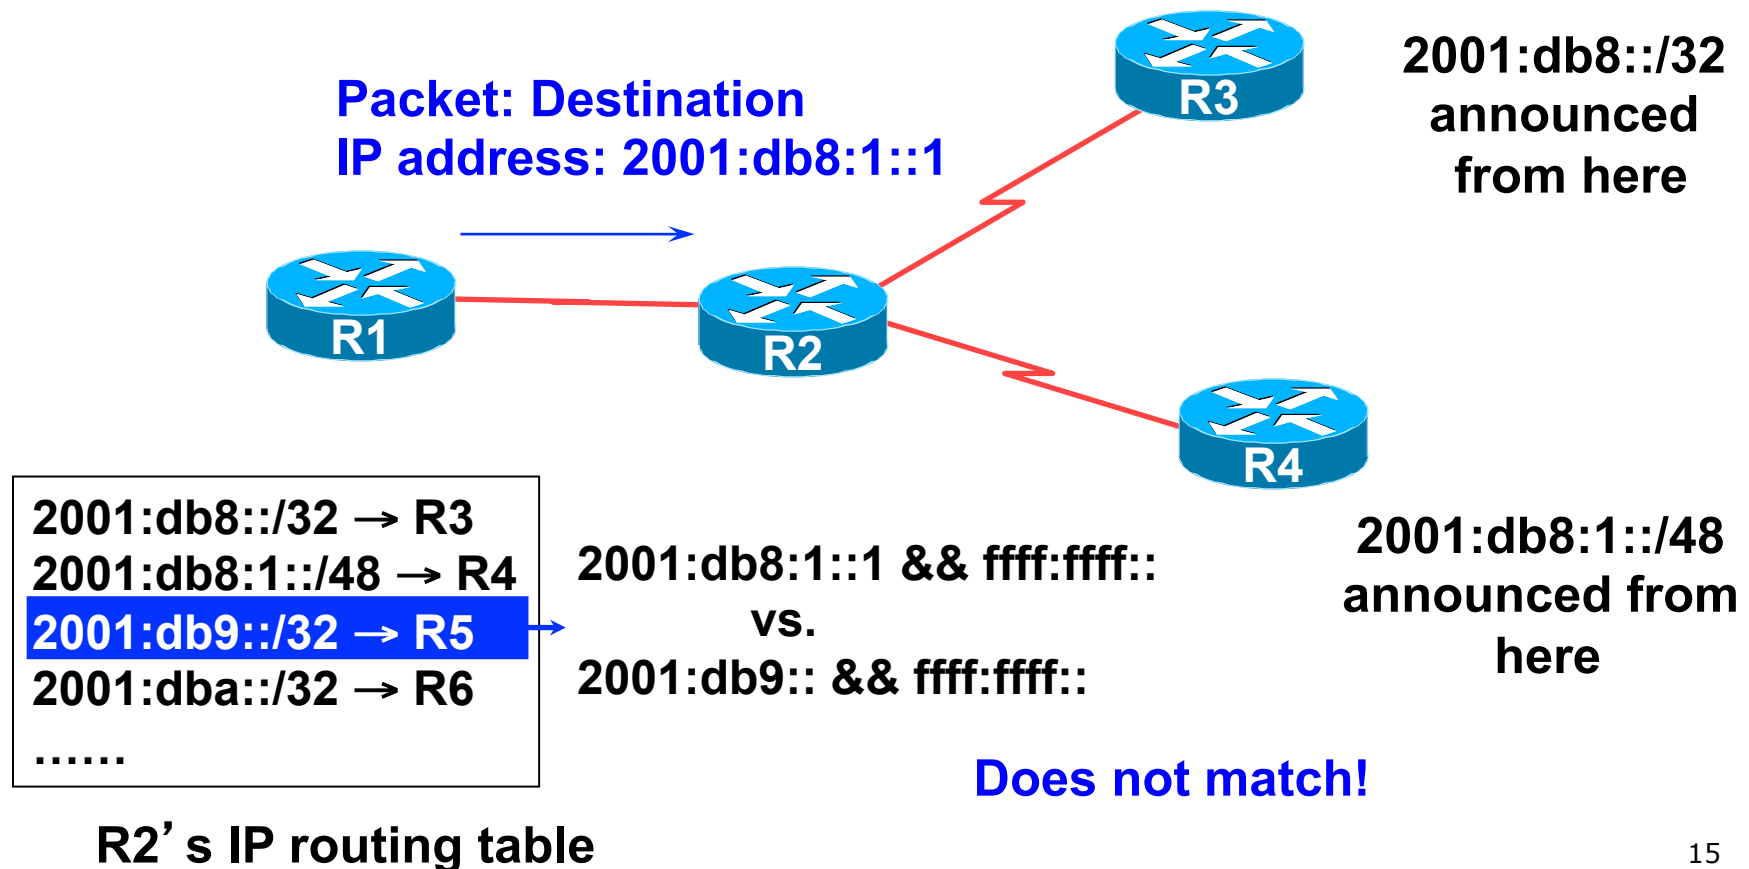 Packet: Destination
IP address: 2001:db8:1::1
R3
2001:db8::/32
announced
from here
R1
R2
R4
2001:db8:1::/48
announced from
here
2001:db8::/32 → R3
2001:db8:1::/48 → R4
2001:db9::/32 → R5
2001:dba::/32 → R6
......
2001:db8:1::1 && ffff:ffff::
vs.
2001:db9:: && ffff:ffff::
Does not match!
R2’s IP routing table
15